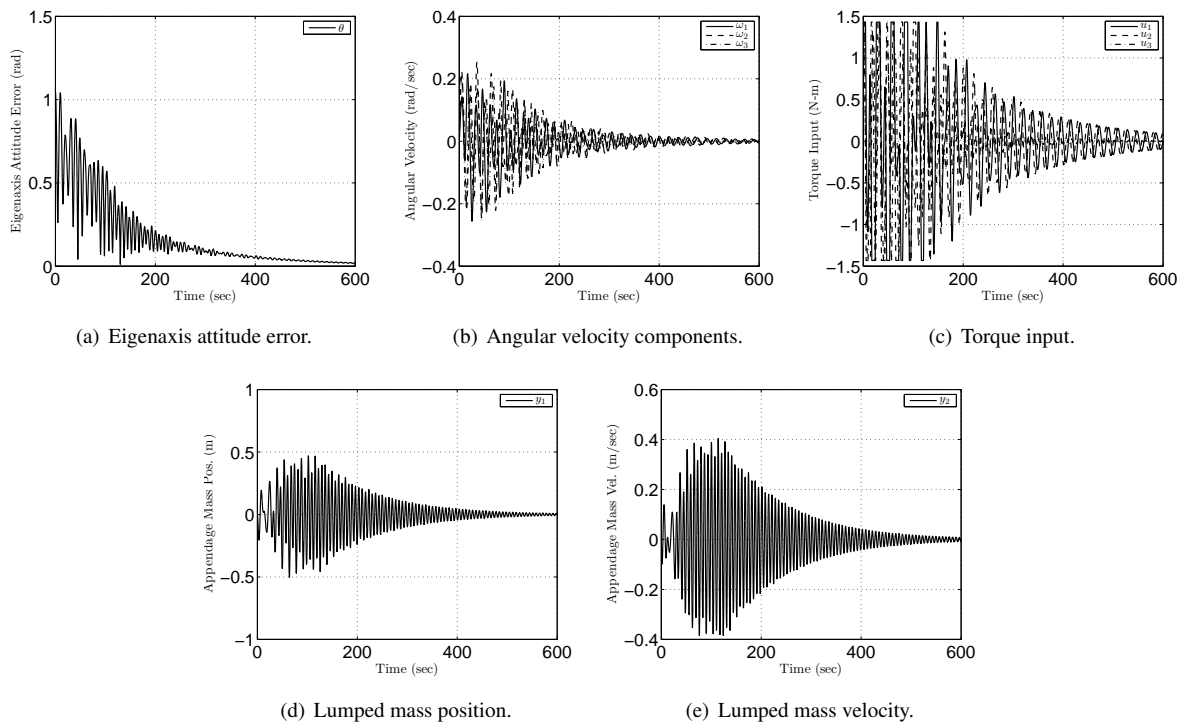 1.5
1
0.5
0
0 200 400 600
Eigenaxis Attitude Error (rad)
Time (sec)
θ
(a) Eigenaxis attitude error.
0.4
0.2
0
−0.2
−0.4
0 200 400 600
Angular Velocity (rad/sec)
Time (sec)
ω1
ω2
ω3
(b) Angular velocity components.
1.5
1
0.5
0
−0.5
−1
−1.5
0 200 400 600
Torque Input (N-m)
Time (sec)
u1
u2
u3
(c) Torque input.
1
0.5
0
−0.5
−1
0 200 400 600
Appendage Mass Pos. (m)
Time (sec)
y1
(d) Lumped mass position.
0.6
0.4
0.2
0
−0.2
−0.4
0 200 400 600
Appendage Mass Vel. (m/sec)
Time (sec)
y2
(e) Lumped mass velocity.